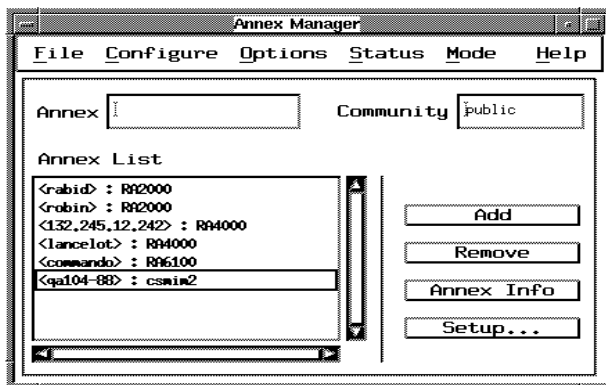 Annex Manager
File Configure Options Status Mode Help
Annex Community public
Annex List
<rabid> : RA2000
<robin> : RA2000
<132.245.12.242> : RA4000
<lancelot> : RA4000
<commando> : RA6100
<qa104-88> : csmim2
Add
Remove
Annex Info
Setup...